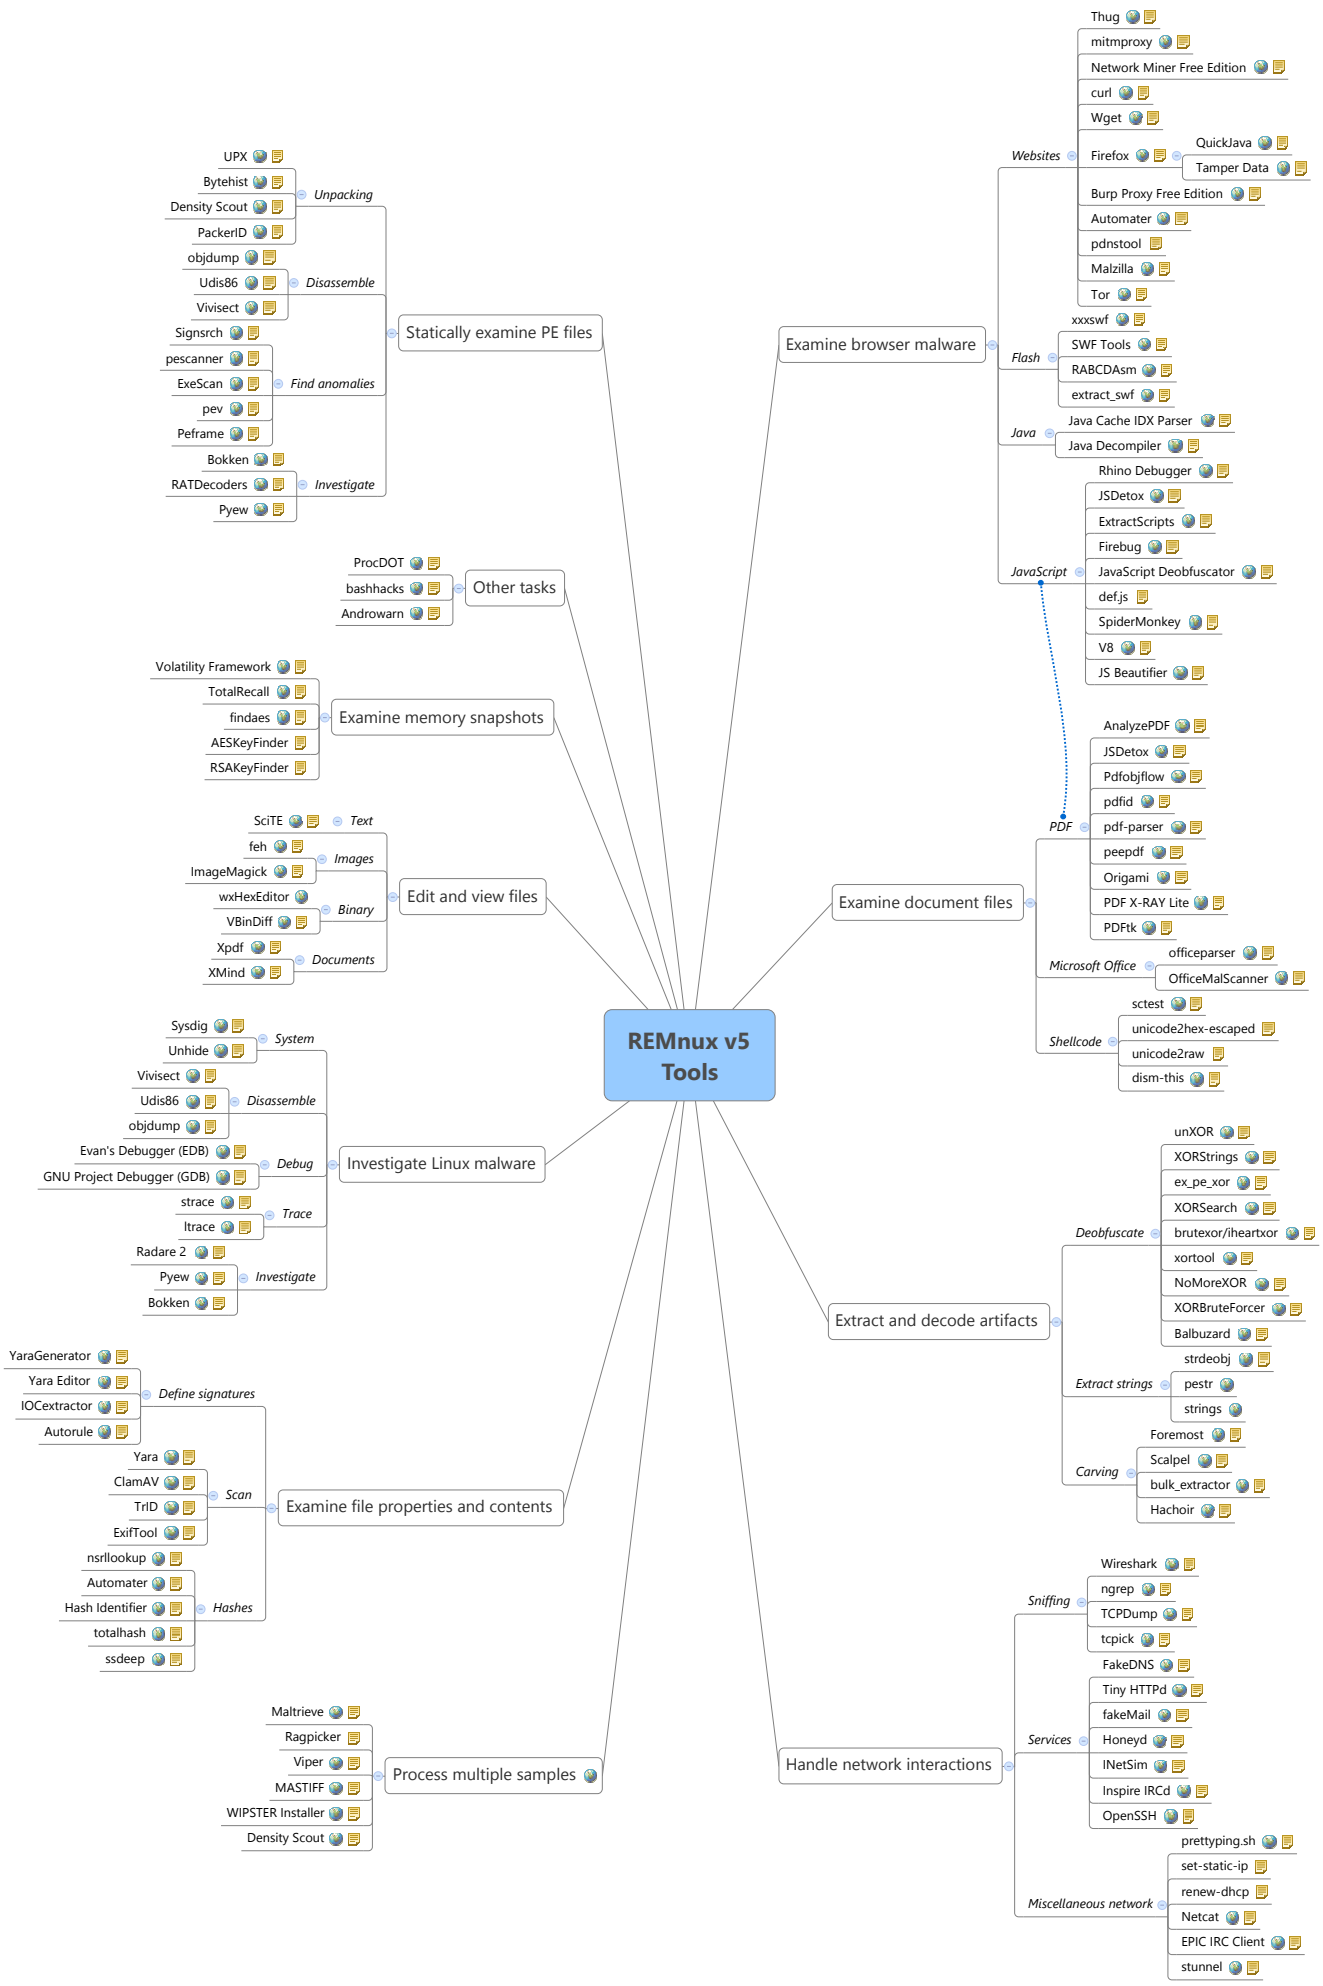 REMnux v5
Tools
Statically examine PE files
Unpacking
UPX
Bytehist
Density Scout
PackerID
Disassemble
objdump
Udis86
Vivisect
Find anomalies
Signsrch
pescanner
ExeScan
pev
Peframe
Investigate
Bokken
RATDecoders
Pyew
Other tasks
ProcDOT
bashhacks
Androwarn
Examine memory snapshots
Volatility Framework
TotalRecall
findaes
AESKeyFinder
RSAKeyFinder
Edit and view files
Text
SciTE
Images
feh
ImageMagick
Binary
wxHexEditor
VBinDiff
Documents
Xpdf
XMind
Investigate Linux malware
System
Sysdig
Unhide
Disassemble
Vivisect
Udis86
objdump
Debug
Evan's Debugger (EDB)
GNU Project Debugger (GDB)
Trace
strace
ltrace
Investigate
Radare 2
Pyew
Bokken
Examine file properties and contents
Define signatures
YaraGenerator
Yara Editor
IOCextractor
Autorule
Scan
Yara
ClamAV
TrID
ExifTool
Hashes
nsrllookup
Automater
Hash Identifier
totalhash
ssdeep
Process multiple samples
Maltrieve
Ragpicker
Viper
MASTIFF
WIPSTER Installer
Density Scout
Examine browser malware
Websites
Thug
mitmproxy
Network Miner Free Edition
curl
Wget
Firefox
QuickJava
Tamper Data
Burp Proxy Free Edition
Automater
pdnstool
Malzilla
Tor
Flash
xxxswf
SWF Tools
RABCDAsm
extract_swf
Java
Java Cache IDX Parser
Java Decompiler
JavaScript
Rhino Debugger
JSDetox
ExtractScripts
Firebug
JavaScript Deobfuscator
def.js
SpiderMonkey
V8
JS Beautifier
Examine document files
PDF
AnalyzePDF
JSDetox
Pdfobjflow
pdfid
pdf-parser
peepdf
Origami
PDF X-RAY Lite
PDFtk
Microsoft Office
officeparser
OfficeMalScanner
Shellcode
sctest
unicode2hex-escaped
unicode2raw
dism-this
Extract and decode artifacts
Deobfuscate
unXOR
XORStrings
ex_pe_xor
XORSearch
brutexor/iheartxor
xortool
NoMoreXOR
XORBruteForcer
Balbuzard
Extract strings
strdeobj
pestr
strings
Carving
Foremost
Scalpel
bulk_extractor
Hachoir
Handle network interactions
Sniffing
Wireshark
ngrep
TCPDump
tcpick
Services
FakeDNS
Tiny HTTPd
fakeMail
Honeyd
INetSim
Inspire IRCd
OpenSSH
Miscellaneous network
prettyping.sh
set-static-ip
renew-dhcp
Netcat
EPIC IRC Client
stunnel